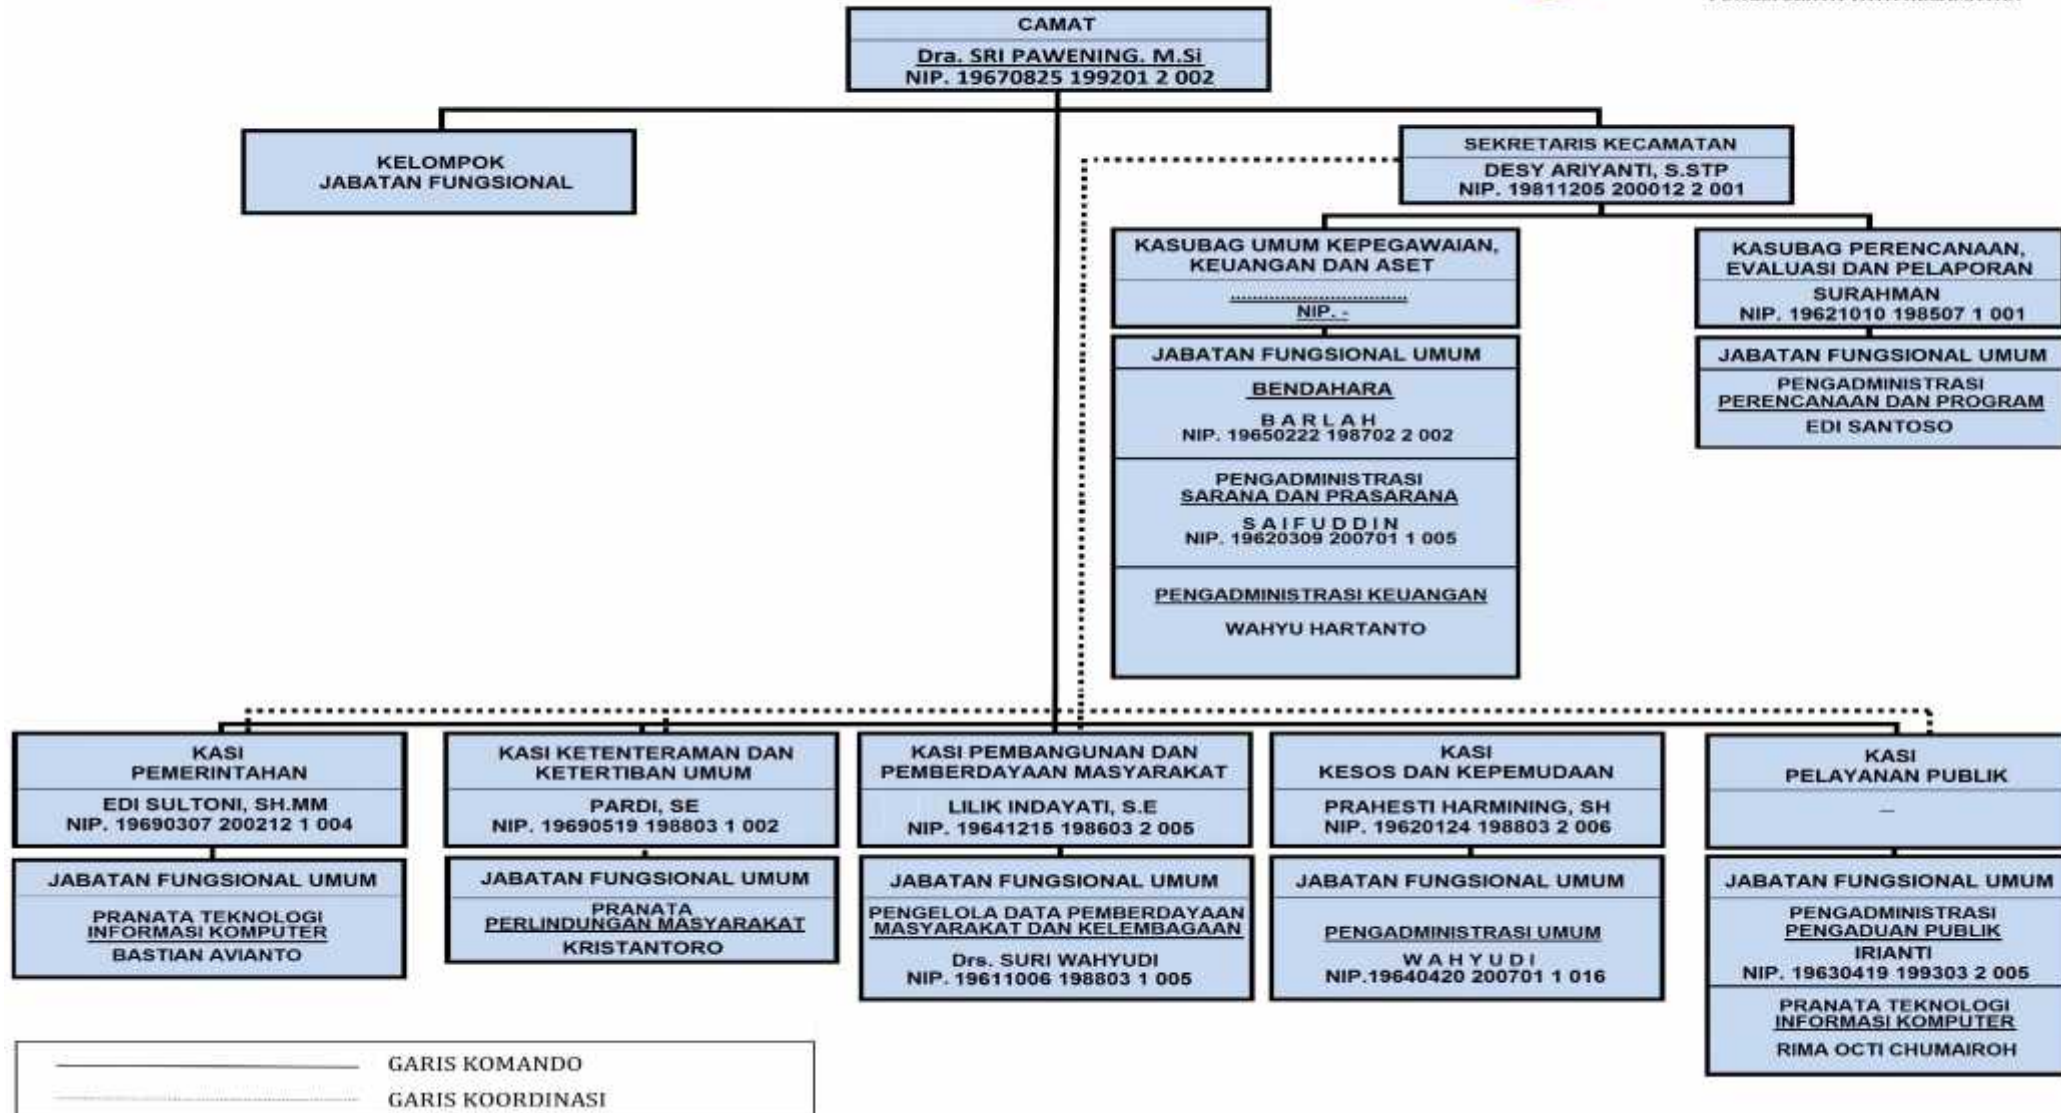 CAMAT
Dra. SRI PAWENING. M.Si
NIP. 19670825 199201 2 002
KELOMPOK
JABATAN FUNGSIONAL
SEKRETARIS KECAMATAN
DESY ARIYANTI, S.STP
NIP. 19811205 200012 2 001
KASUBAG UMUM KEPEGAWAIAN,
KEUANGAN DAN ASET
................................
NIP. -
JABATAN FUNGSIONAL UMUM
BENDAHARA
B A R L A H
NIP. 19650222 198702 2 002
PENGADMINISTRASI
SARANA DAN PRASARANA
S A I F U D D I N
NIP. 19620309 200701 1 005
PENGADMINISTRASI KEUANGAN
WAHYU HARTANTO
KASUBAG PERENCANAAN,
EVALUASI DAN PELAPORAN
SURAHMAN
NIP. 19621010 198507 1 001
JABATAN FUNGSIONAL UMUM
PENGADMINISTRASI
PERENCANAAN DAN PROGRAM
EDI SANTOSO
KASI
PEMERINTAHAN
EDI SULTONI, SH.MM
NIP. 19690307 200212 1 004
JABATAN FUNGSIONAL UMUM
PRANATA TEKNOLOGI
INFORMASI KOMPUTER
BASTIAN AVIANTO
KASI KETENTERAMAN DAN
KETERTIBAN UMUM
PARDI, SE
NIP. 19690519 198803 1 002
JABATAN FUNGSIONAL UMUM
PRANATA
PERLINDUNGAN MASYARAKAT
KRISTANTORO
KASI PEMBANGUNAN DAN
PEMBERDAYAAN MASYARAKAT
LILIK INDAYATI, S.E
NIP. 19641215 198603 2 005
JABATAN FUNGSIONAL UMUM
PENGELOLA DATA PEMBERDAYAAN
MASYARAKAT DAN KELEMBAGAAN
Drs. SURI WAHYUDI
NIP. 19611006 198803 1 005
KASI
KESOS DAN KEPEMUDAAN
PRAHESTI HARMINING, SH
NIP. 19620124 198803 2 006
JABATAN FUNGSIONAL UMUM
PENGADMINISTRASI UMUM
W A H Y U D I
NIP.19640420 200701 1 016
KASI
PELAYANAN PUBLIK
...
JABATAN FUNGSIONAL UMUM
PENGADMINISTRASI
PENGADUAN PUBLIK
IRIANTI
NIP. 19630419 199303 2 005
PRANATA TEKNOLOGI
INFORMASI KOMPUTER
RIMA OCTI CHUMAIROH
GARIS KOMANDO
GARIS KOORDINASI